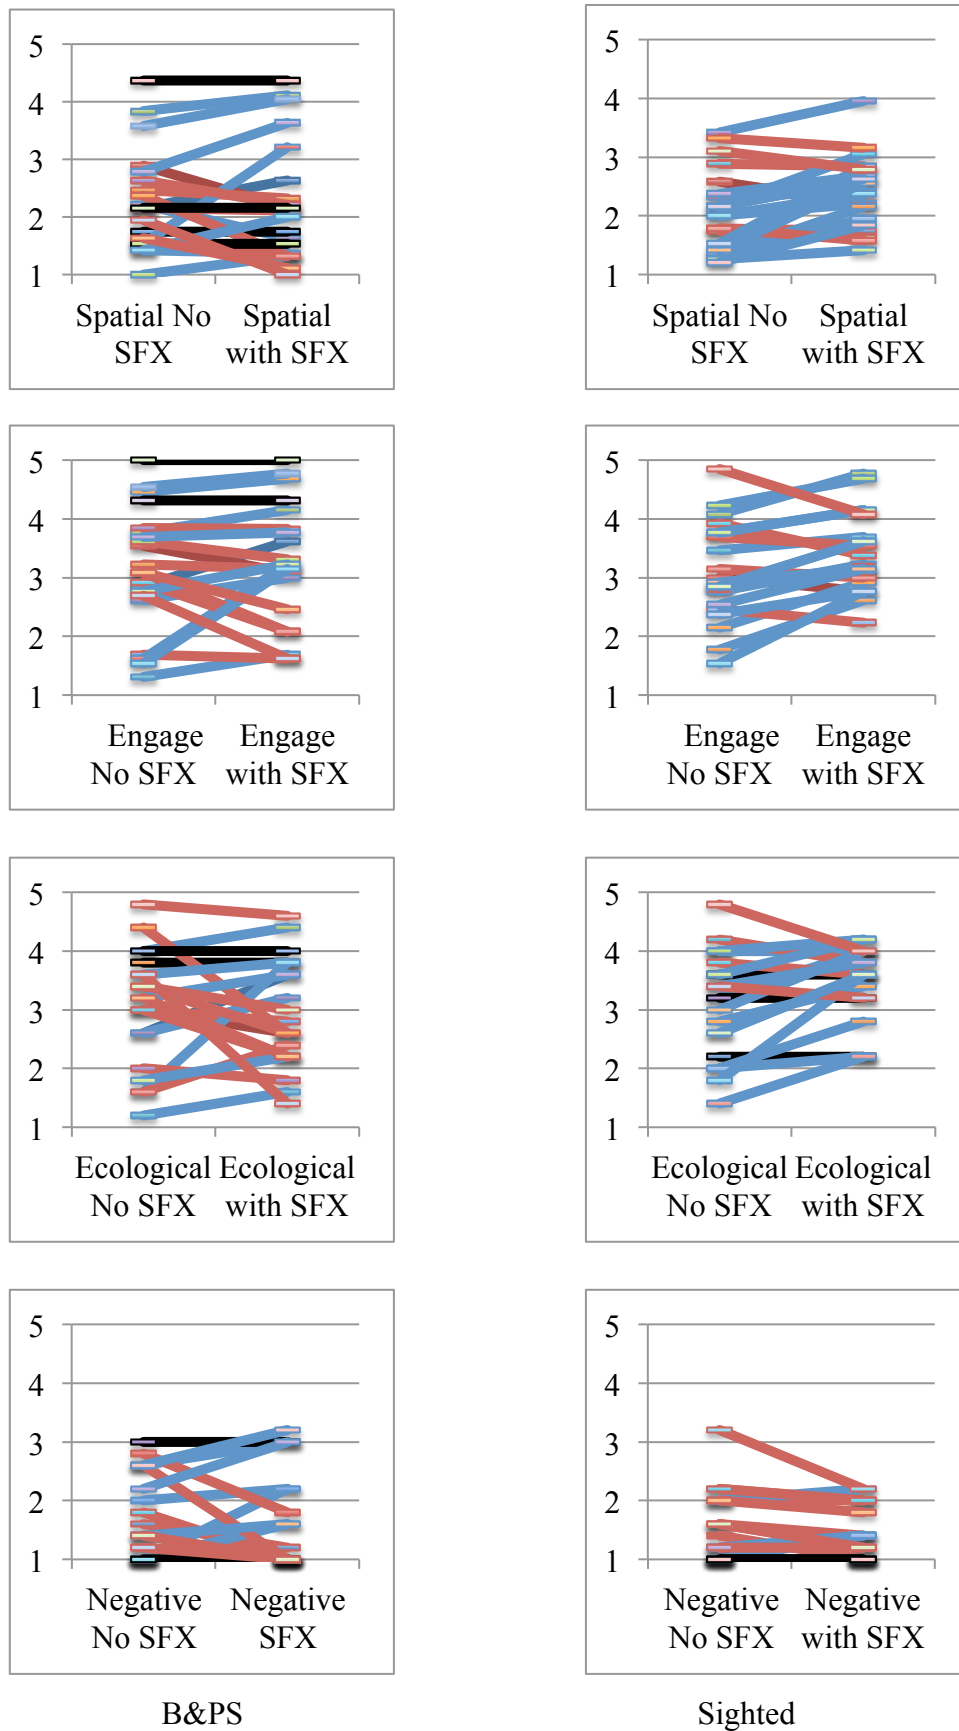 5
4
3
2
1
Spatial No Spatial
SFX with SFX
5
4
3
2
1
Spatial No Spatial
SFX with SFX
5
4
3
2
1
Engage Engage
No SFX with SFX
5
4
3
2
1
Engage Engage
No SFX with SFX
5
4
3
2
1
Ecological Ecological
No SFX with SFX
5
4
3
2
1
Ecological Ecological
No SFX with SFX
5
4
3
2
1
Negative Negative
No SFX SFX
5
4
3
2
1
Negative Negative
No SFX with SFX
B&PS
Sighted